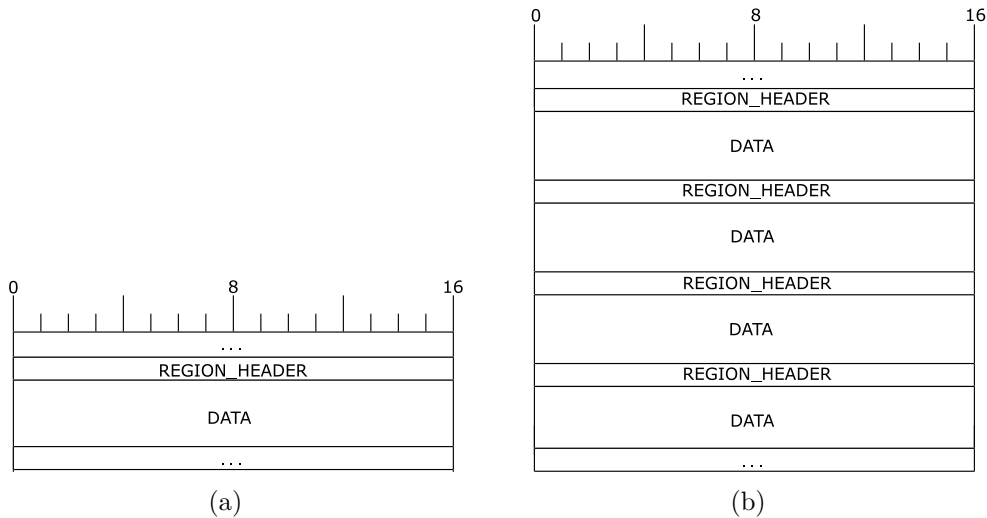 0 8 16
...
REGION_HEADER
DATA
...
(a)
0 8 16
...
REGION_HEADER
DATA
REGION_HEADER
DATA
REGION_HEADER
DATA
REGION_HEADER
DATA
...
(b)